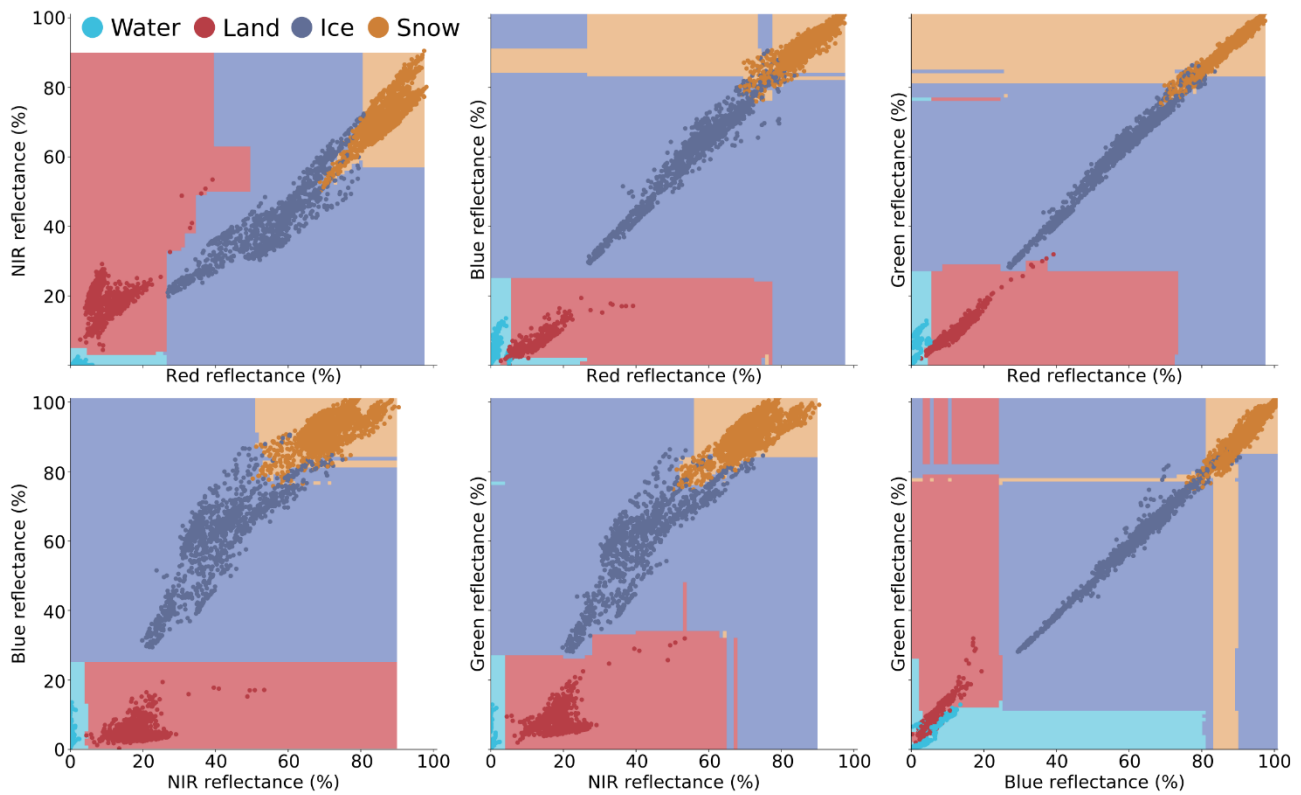 Water Land Ice Snow
100
80
60
40
20
NIR reflectance (%)
Red reflectance (%)
Blue reflectance (%)
Red reflectance (%)
Green reflectance (%)
Red reflectance (%)
100
80
60
40
20
0
Blue reflectance (%)
0 20 40 60 80 100
NIR reflectance (%)
Green reflectance (%)
0 20 40 60 80 100
NIR reflectance (%)
Green reflectance (%)
0 20 40 60 80 100
Blue reflectance (%)